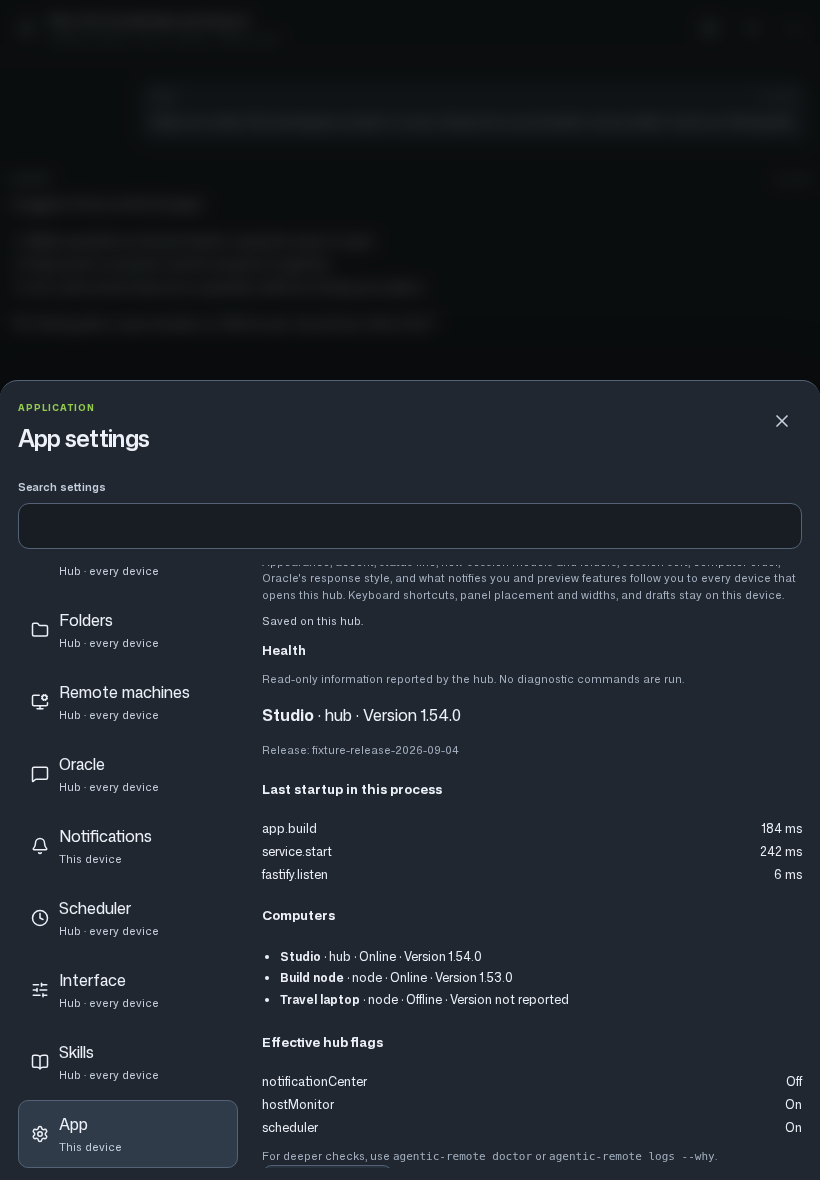 APPLICATION
App settings
Search settings
Hub · every device
Folders
Hub · every device
Remote machines
Hub · every device
Oracle
Hub · every device
Notifications
This device
Scheduler
Hub · every device
Interface
Hub · every device
Skills
Hub · every device
App
This device
Oracle's response style, and what notifies you and preview features follow you to every device that
opens this hub. Keyboard shortcuts, panel placement and widths, and drafts stay on this device.
Saved on this hub.
Health
Read-only information reported by the hub. No diagnostic commands are run.
Studio · hub · Version 1.54.0
Release: fixture-release-2026-09-04
Last startup in this process
app.build 184 ms
service.start 242 ms
fastify.listen 6 ms
Computers
• Studio · hub · Online · Version 1.54.0
• Build node · node · Online · Version 1.53.0
• Travel laptop · node · Offline · Version not reported
Effective hub flags
notificationCenter Off
hostMonitor On
scheduler On
For deeper checks, use agentic-remote doctor or agentic-remote logs --why.